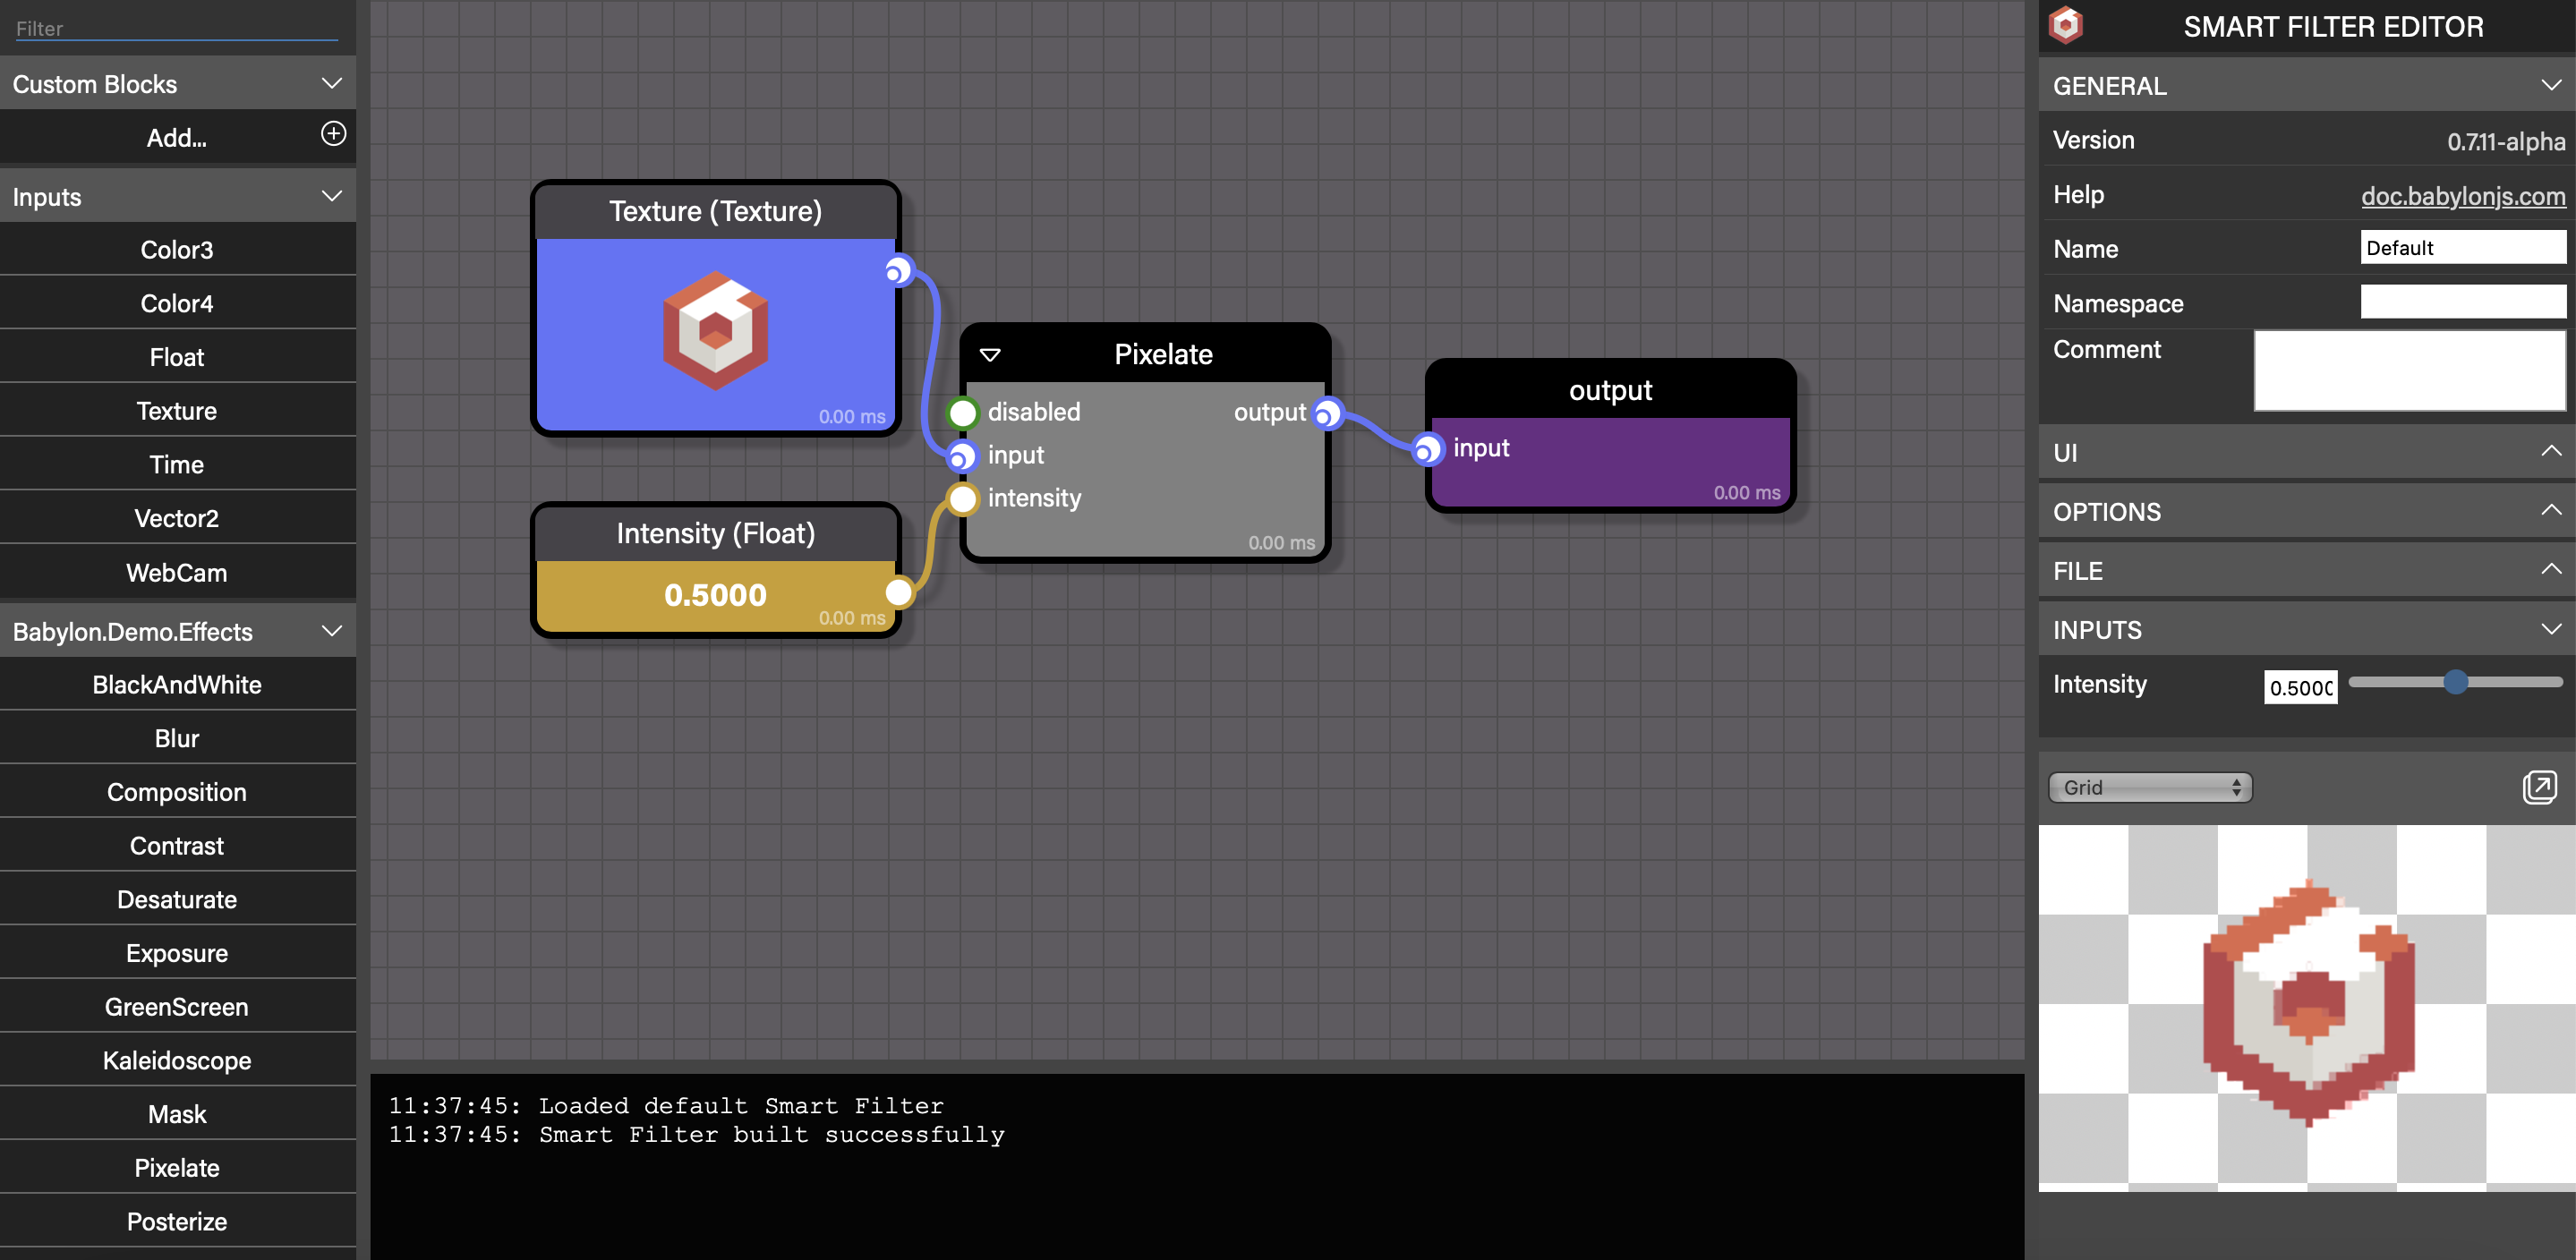 Filter
Custom Blocks
Add...
Inputs
Color3
Color4
Float
Texture
Time
Vector2
WebCam
Babylon.Demo.Effects
BlackAndWhite
Blur
Composition
Contrast
Desaturate
Exposure
GreenScreen
Kaleidoscope
Mask
Pixelate
Posterize
Texture (Texture)
0.00 ms
Intensity (Float)
0.5000
0.00 ms
Pixelate
disabled
output
input
intensity
0.00 ms
output
input
0.00 ms
11:37:45: Loaded default Smart Filter
11:37:45: Smart Filter built successfully
SMART FILTER EDITOR
GENERAL
Version 0.7.11-alpha
Help doc.babylonjs.com
Name Default
Namespace
Comment
UI
OPTIONS
FILE
INPUTS
Intensity 0.5000
Grid